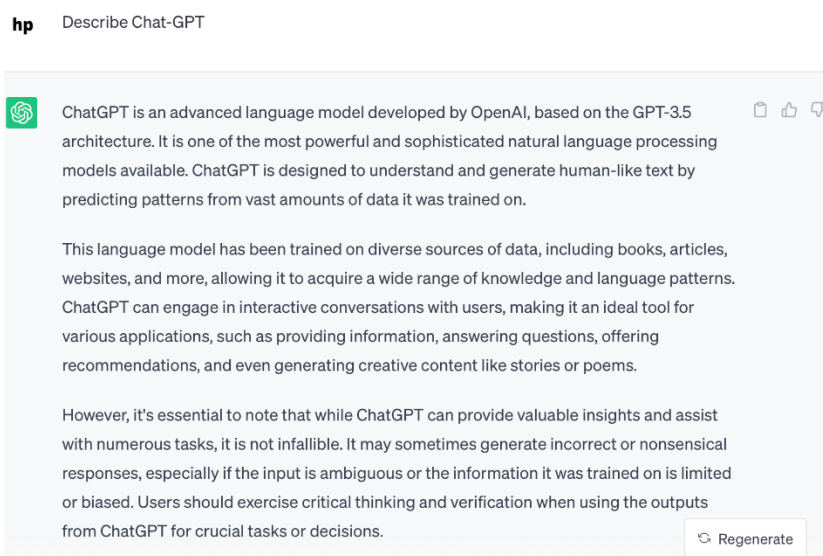 hp
Describe Chat-GPT
ChatGPT is an advanced language model developed by OpenAI, based on the GPT-3.5
architecture. It is one of the most powerful and sophisticated natural language processing
models available. ChatGPT is designed to understand and generate human-like text by
predicting patterns from vast amounts of data it was trained on.
This language model has been trained on diverse sources of data, including books, articles,
websites, and more, allowing it to acquire a wide range of knowledge and language patterns.
ChatGPT can engage in interactive conversations with users, making it an ideal tool for
various applications, such as providing information, answering questions, offering
recommendations, and even generating creative content like stories or poems.
However, it's essential to note that while ChatGPT can provide valuable insights and assist
with numerous tasks, it is not infallible. It may sometimes generate incorrect or nonsensical
responses, especially if the input is ambiguous or the information it was trained on is limited
or biased. Users should exercise critical thinking and verification when using the outputs
from ChatGPT for crucial tasks or decisions.
Regenerate